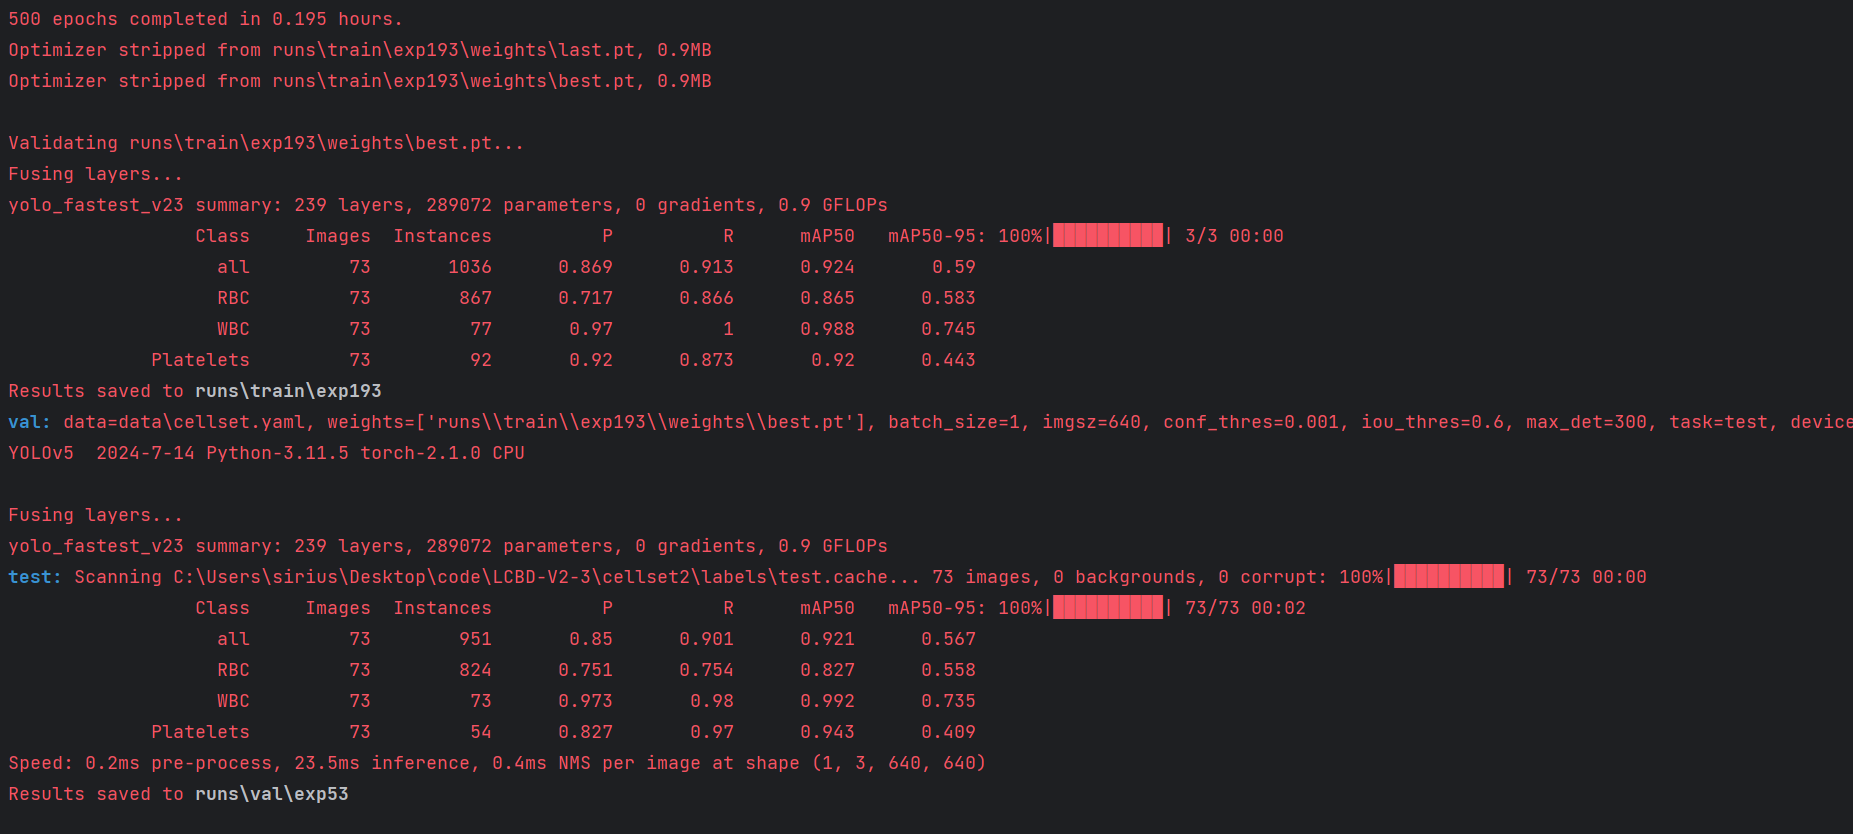 500 epochs completed in 0.195 hours.
Optimizer stripped from runs\train\exp193\weights\last.pt, 0.9MB
Optimizer stripped from runs\train\exp193\weights\best.pt, 0.9MB
Validating runs\train\exp193\weights\best.pt...
Fusing layers...
yolo_fastest_v23 summary: 239 layers, 289072 parameters, 0 gradients, 0.9 GFLOPs
Class Images Instances P R mAP50 mAP50-95: 100%|██████████| 3/3 00:00
all 73 1036 0.869 0.913 0.924 0.59
RBC 73 867 0.717 0.866 0.865 0.583
WBC 73 77 0.97 1 0.988 0.745
Platelets 73 92 0.92 0.873 0.92 0.443
Results saved to runs\train\exp193
val: data=data\cellset.yaml, weights=['runs\\train\\exp193\\weights\\best.pt'], batch_size=1, imgsz=640, conf_thres=0.001, iou_thres=0.6, max_det=300, task=test, device
YOLOv5 2024-7-14 Python-3.11.5 torch-2.1.0 CPU
Fusing layers...
yolo_fastest_v23 summary: 239 layers, 289072 parameters, 0 gradients, 0.9 GFLOPs
test: Scanning C:\Users\sirius\Desktop\code\LCBD-V2-3\cellset2\labels\test.cache... 73 images, 0 backgrounds, 0 corrupt: 100%|██████████| 73/73 00:00
Class Images Instances P R mAP50 mAP50-95: 100%|██████████| 73/73 00:02
all 73 951 0.85 0.901 0.921 0.567
RBC 73 824 0.751 0.754 0.827 0.558
WBC 73 73 0.973 0.98 0.992 0.735
Platelets 73 54 0.827 0.97 0.943 0.409
Speed: 0.2ms pre-process, 23.5ms inference, 0.4ms NMS per image at shape (1, 3, 640, 640)
Results saved to runs\val\exp53